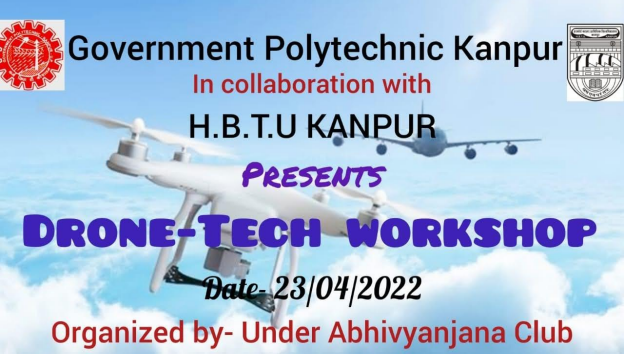 Government Polytechnic Kanpur
In collaboration with
H.B.T.U KANPUR
PRESENTS
DRONE-TECH WORKSHOP
Date- 23/04/2022
Organized by- Under Abhivyanjana Club